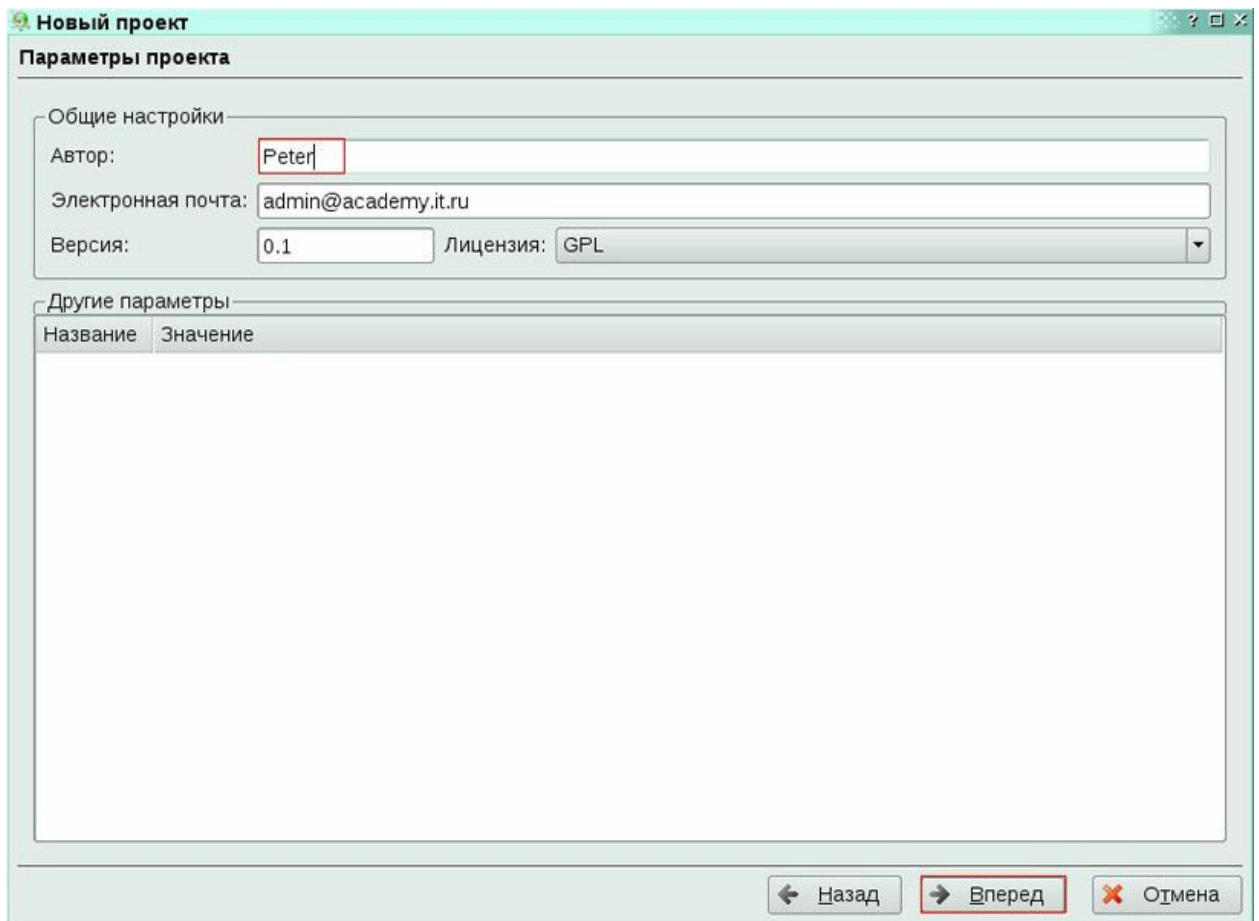 Новый проект
Параметры проекта
Общие настройки
Автор: Peter
Электронная почта: admin@academy.it.ru
Версия: 0.1 Лицензия: GPL
Другие параметры
Название Значение
Назад Вперед Отмена